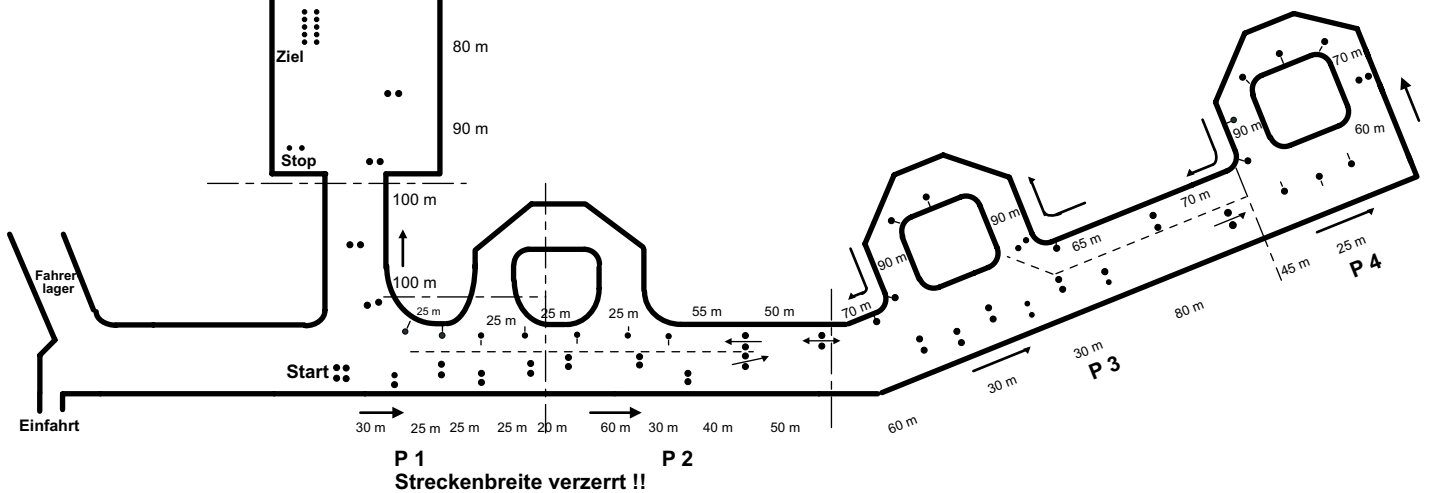 80 m
Ziel
90 m
Stop
100 m
100 m
Fahrer
lager
25 m
25 m
25 m
25 m
55 m
50 m
70 m
90 m
90 m
65 m
70 m
90 m
70 m
60 m
Start
Einfahrt
30 m
25 m
25 m
25 m
20 m
60 m
30 m
40 m
50 m
60 m
30 m
30 m
80 m
45 m
25 m
P 1
P 2
P 3
P 4
Streckenbreite verzerrt !!